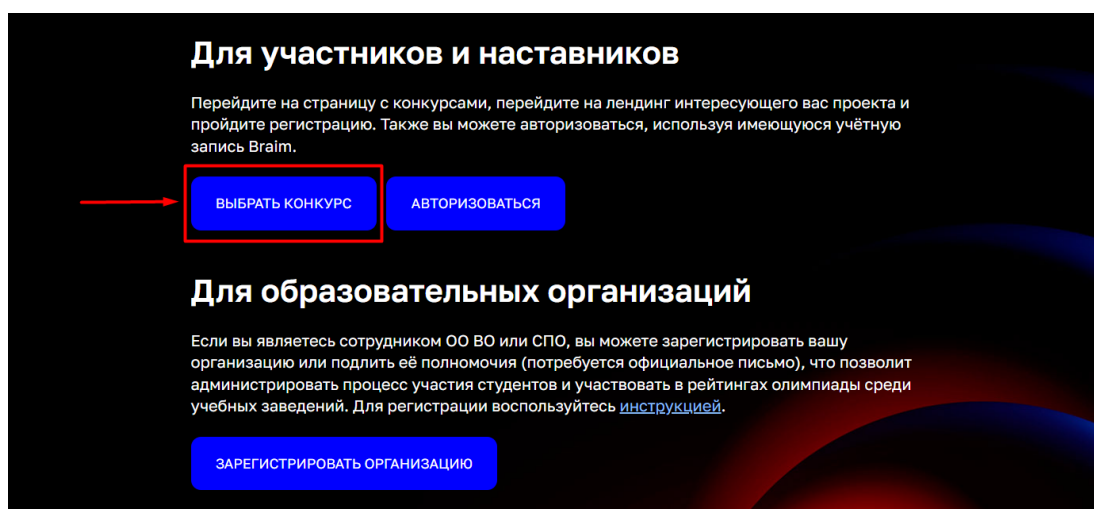 Для участников и наставников
Перейдите на страницу с конкурсами, перейдите на лендинг интересующего вас проекта и
пройдите регистрацию. Также вы можете авторизоваться, используя имеющуюся учётную
запись Braim.
ВЫБРАТЬ КОНКУРС
АВТОРИЗОВАТЬСЯ
Для образовательных организаций
Если вы являетесь сотрудником ОО ВО или СПО, вы можете зарегистрировать вашу
организацию или подлить её полномочия (потребуется официальное письмо), что позволит
администрировать процесс участия студентов и участвовать в рейтингах олимпиады среди
учебных заведений. Для регистрации воспользуйтесь инструкцией.
ЗАРЕГИСТРИРОВАТЬ ОРГАНИЗАЦИЮ